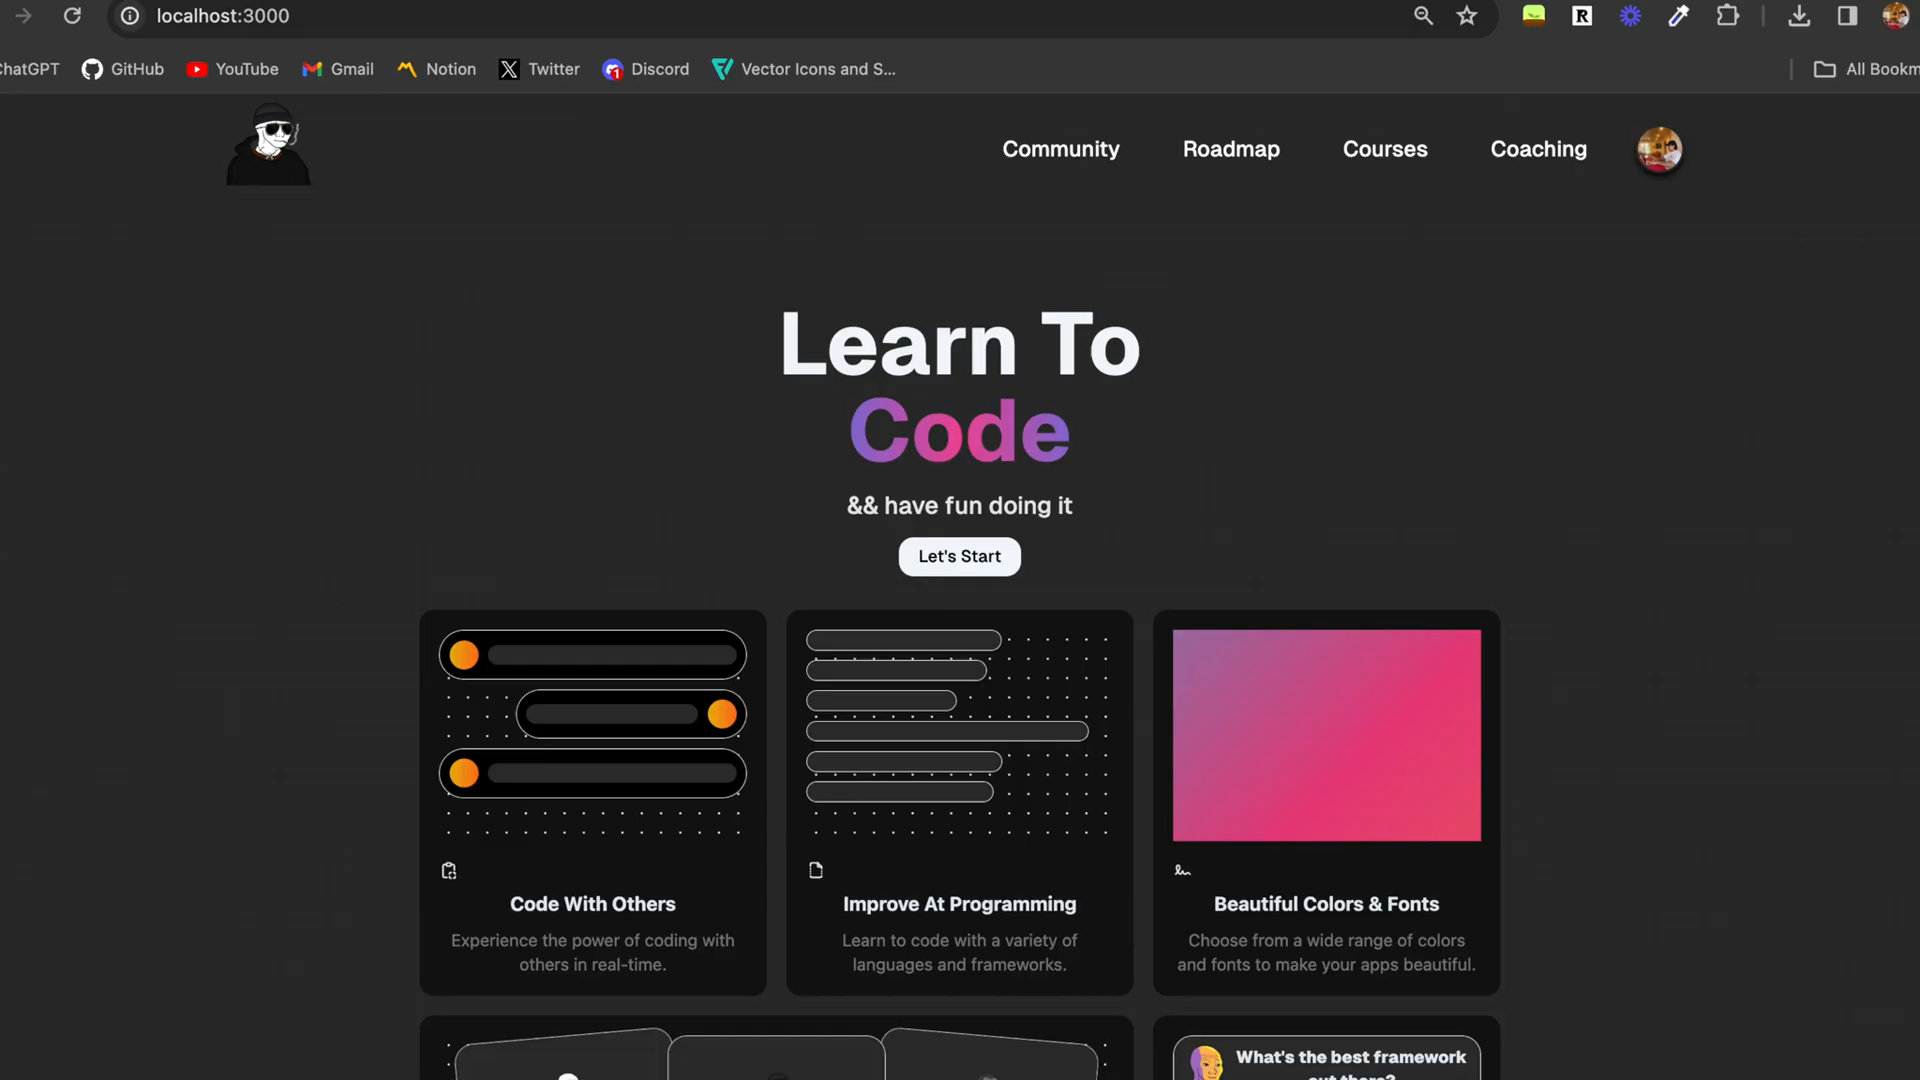 localhost:3000
hatGPT
GitHub
YouTube
Gmail
Notion
Twitter
Discord
Vector Icons and S...
All Bookm
Community
Roadmap
Courses
Coaching
Learn To
Code
&& have fun doing it
Let's Start
Code With Others
Experience the power of coding with
others in real-time.
Improve At Programming
Learn to code with a variety of
languages and frameworks.
Beautiful Colors & Fonts
Choose from a wide range of colors
and fonts to make your apps beautiful.
What's the best framework
out there?